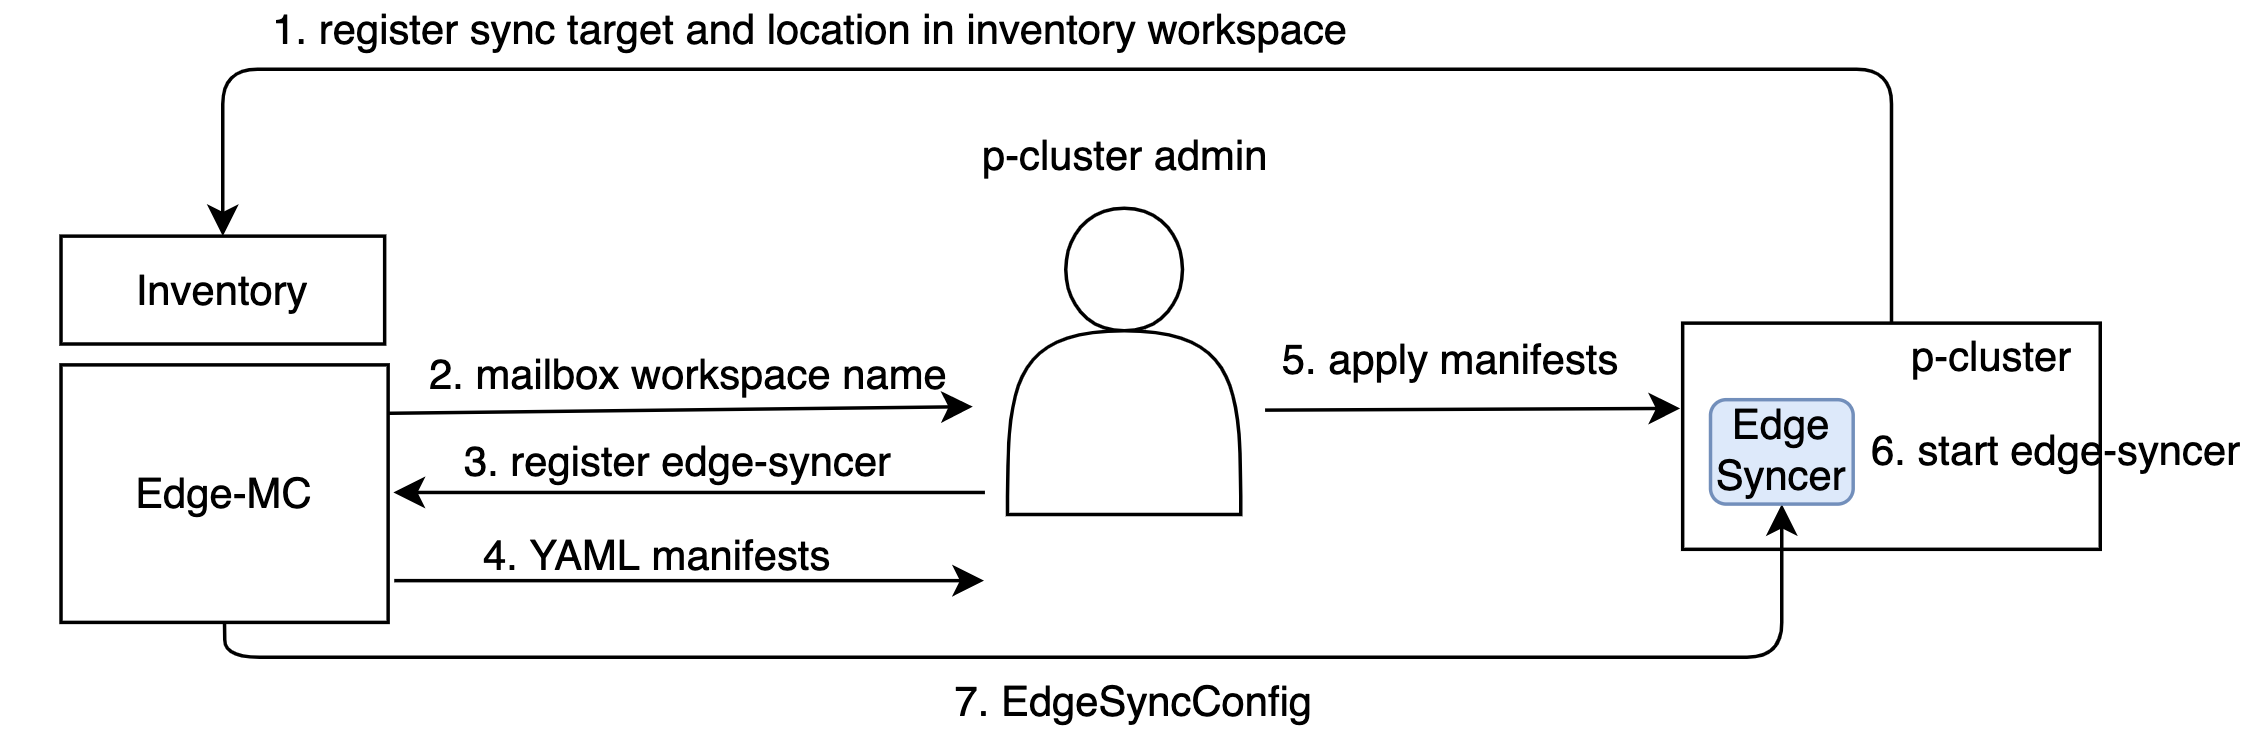 1. register sync target and location in inventory workspace
p-cluster admin
Inventory
2. mailbox workspace name
5. apply manifests
p-cluster
Edge
Syncer
6. start edge-syncer
3. register edge-syncer
Edge-MC
4. YAML manifests
7. EdgeSyncConfig